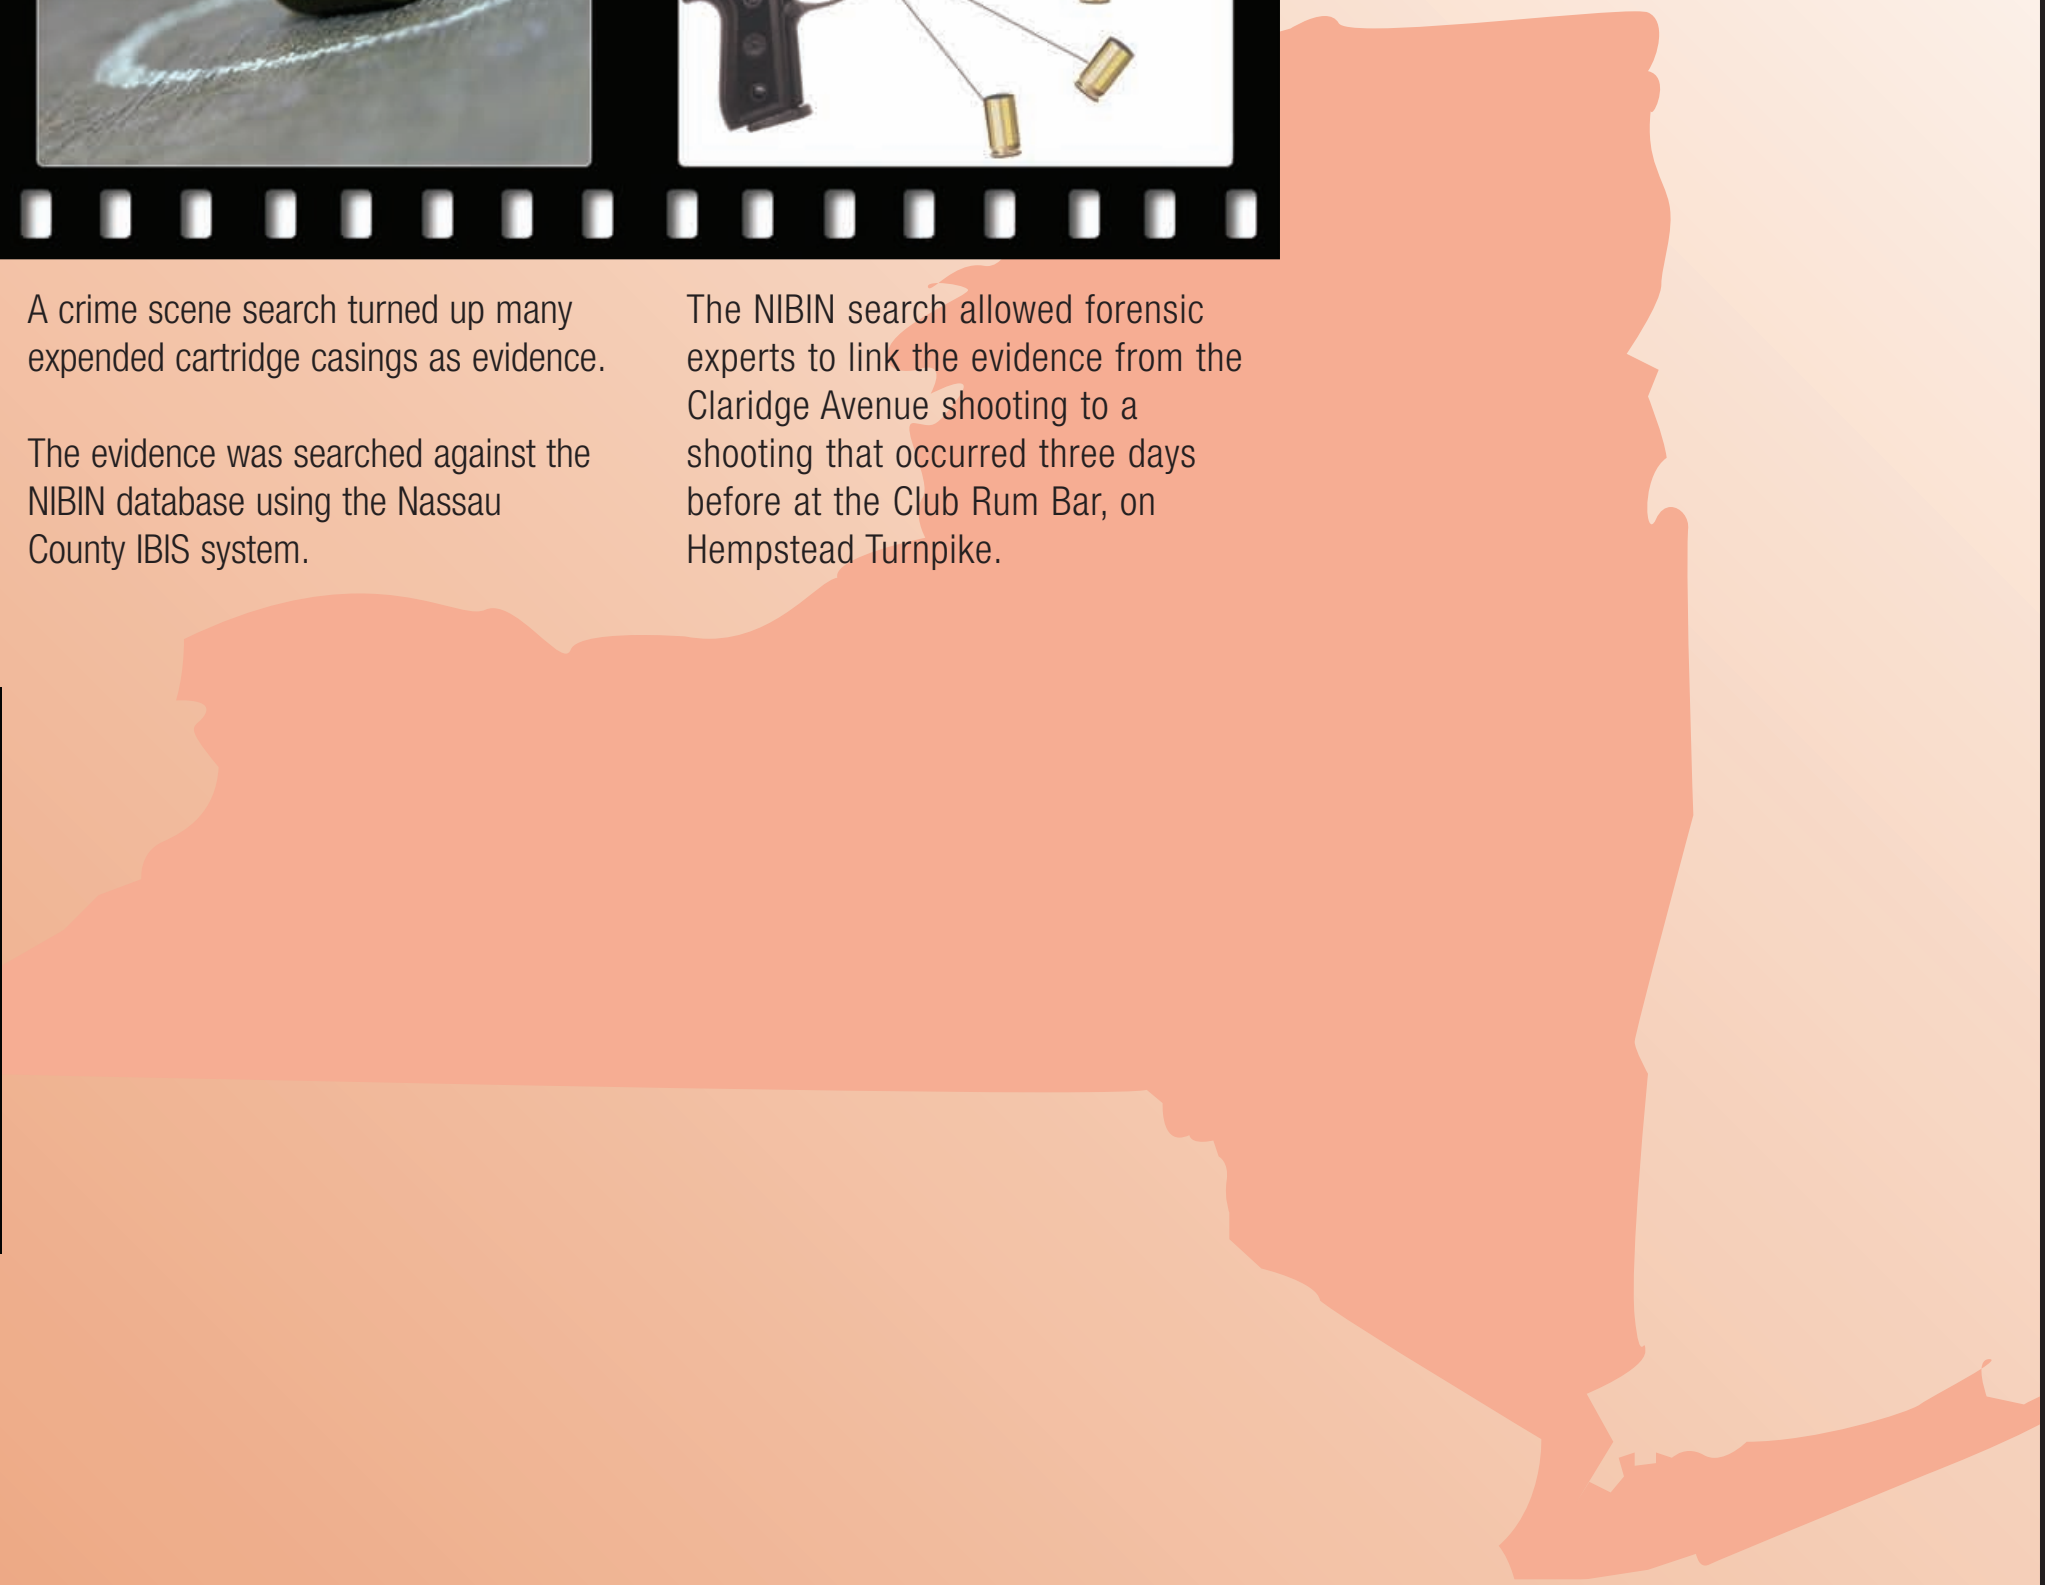 A crime scene search turned up many
expended cartridge casings as evidence.
The evidence was searched against the
NIBIN database using the Nassau
County IBIS system.
The NIBIN search allowed forensic
experts to link the evidence from the
Claridge Avenue shooting to a
shooting that occurred three days
before at the Club Rum Bar, on
Hempstead Turnpike.